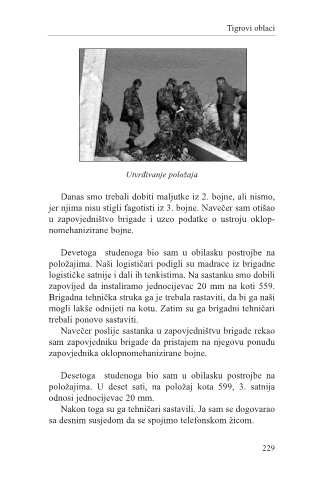 Tigrovi oblaci
Utvrđivanje položaja
Danas smo trebali dobiti maljutke iz 2. bojne, ali nismo,
jer njima nisu stigli fagotisti iz 3. bojne. Navečer sam otišao
u zapovjedništvo brigade i uzeo podatke o ustroju oklop-
nomehanizirane bojne.
Devetoga studenoga bio sam u obilasku postrojbe na
položajima. Naši logističari podigli su madrace iz brigadne
logističke satnije i dali ih tenkistima. Na sastanku smo dobili
zapovijed da instaliramo jednocijevac 20 mm na koti 559.
Brigadna tehnička struka ga je trebala rastaviti, da bi ga naši
mogli lakše odnijeti na kotu. Zatim su ga brigadni tehničari
trebali ponovo sastaviti.
Navečer poslije sastanka u zapovjedništvu brigade rekao
sam zapovjedniku brigade da pristajem na njegovu ponudu
zapovjednika oklopnomehanizirane bojne.
Desetoga studenoga bio sam u obilasku postrojbe na
položajima. U deset sati, na položaj kota 599, 3. satnija
odnosi jednocijevac 20 mm.
Nakon toga su ga tehničari sastavili. Ja sam se dogovarao
sa desnim susjedom da se spojimo telefonskom žicom.
229